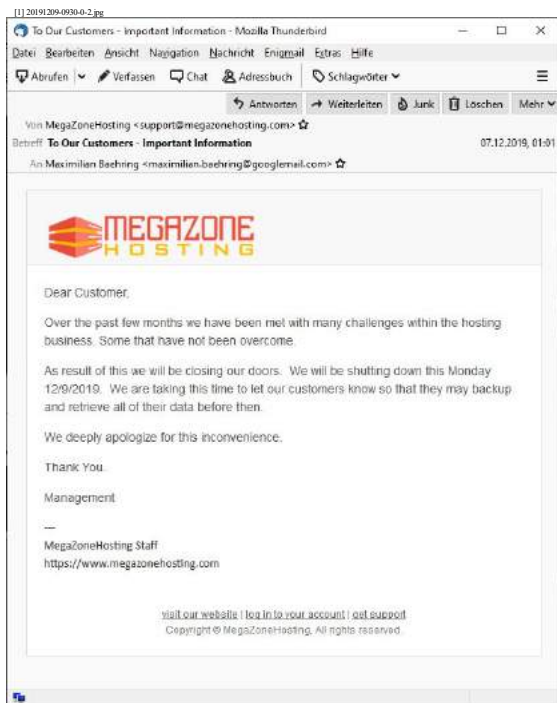 [1] 20191209-0930-0-2.jpg
To Our Customers - Important Information - Mozilla Thunderbird
Datei Bearbeiten Ansicht Navigation Nachricht Enigmail Extras Hilfe
Abrufen Verfassen Chat Adressbuch Schlagwörter
Antworten Weiterleiten Junk Löschen Mehr
Von MegaZoneHosting <support@megazonehosting.com>
Betreff To Our Customers - Important Information 07.12.2019, 01:01
An Maximilian Baehring <maximilian.baehring@googlemail.com>
MEGAZONE
HOSTING
Dear Customer,
Over the past few months we have been met with many challenges within the hosting
business. Some that have not been overcome.
As result of this we will be closing our doors. We will be shutting down this Monday
12/9/2019. We are taking this time to let our customers know so that they may backup
and retrieve all of their data before then.
We deeply apologize for this inconvenience.
Thank You.
Management
—
MegaZoneHosting Staff
https://www.megazonehosting.com
visit our website | log in to your account | get support
Copyright © MegaZoneHosting, All rights reserved.